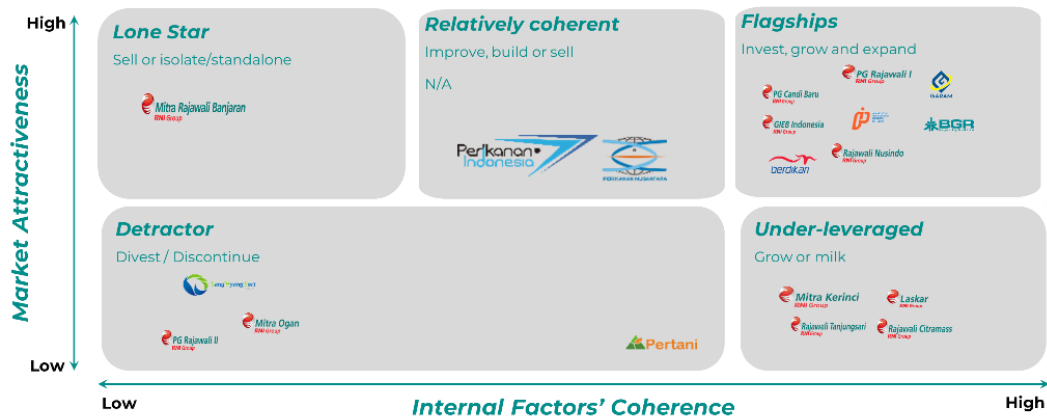 High
Market Attractiveness
Low
Lone Star
Sell or isolate/standalone
Mitra Rajawali Banjaran
RNI Group
Relatively coherent
Improve, build or sell
N/A
Perikanan
Indonesia
PERIKANAN NUSANTARA
Flagships
Invest, grow and expand
PG Rajawali I
RNI Group
GARAM
PG Candi Baru
RNI Group
GIEB Indonesia
RNI Group
BGR
Rajawali Nusindo
RNI Group
berdikari
Detractor
Divest / Discontinue
Mitra Ogan
RNI Group
PG Rajawali II
RNI Group
Pertani
Under-leveraged
Grow or milk
Mitra Kerinci
RNI Group
Laskar
RNI Group
Rajawali Tanjungsari
RNI Group
Rajawali Citramass
RNI Group
Low
Internal Factors' Coherence
High